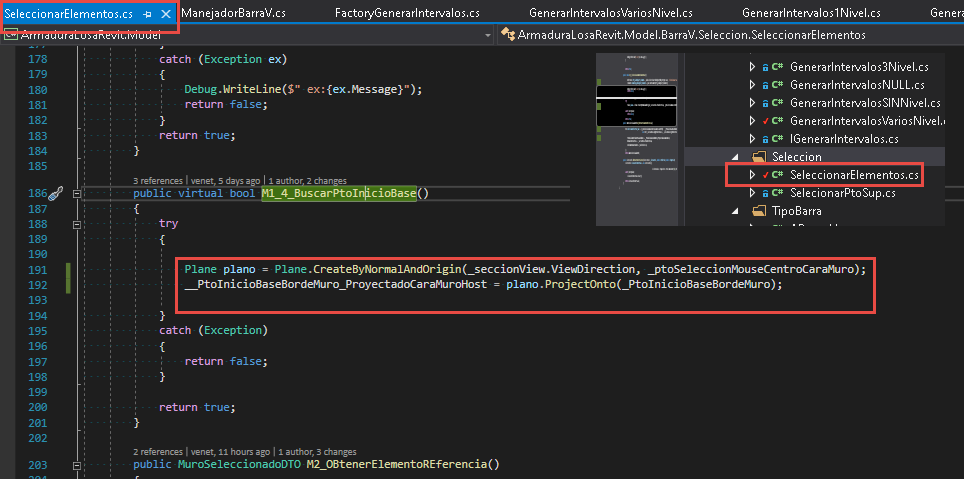 SeleccionarElementos.cs
ManejadorBarraV.cs
FactoryGenerarIntervalos.cs
GenerarIntervalosVariosNivel.cs
GenerarIntervalos1Nivel.cs
Gener
ArmaduraLosaRevit.Model
ArmaduraLosaRevit.Model.BarraV.Seleccion.SeleccionarElementos
177 {
178 catch (Exception ex)
179 {
180 Debug.WriteLine($" ex:{ex.Message}");
181 return false;
182 }
183 return true;
184 }
185
3 references | venet, 5 days ago | 1 author, 2 changes
186 public virtual bool M1_4_BuscarPtoInicioBase()
187 {
188 try
189 {
190
191 Plane plano = Plane.CreateByNormalAndOrigin(_seccionView.ViewDirection, _ptoSeleccionMouseCentroCaraMuro);
192 __PtoInicioBaseBordeMuro_ProyectadoCaraMuroHost = plano.ProjectOnto(_PtoInicioBaseBordeMuro);
193
194 }
195 catch (Exception)
196 {
197 return false;
198 }
199
200 return true;
201 }
202
2 references | venet, 11 hours ago | 1 author, 3 changes
203 public MuroSeleccionadoDTO M2_OBtenerElementoREferencia()
C# GenerarIntervalos3Nivel.cs
C# GenerarIntervalosNULL.cs
C# GenerarIntervalosSINNivel.cs
C# GenerarIntervalosVariosNivel.
C# IGenerarIntervalos.cs
Seleccion
C# SeleccionarElementos.cs
C# SelecionarPtoSup.cs
TipoBarra